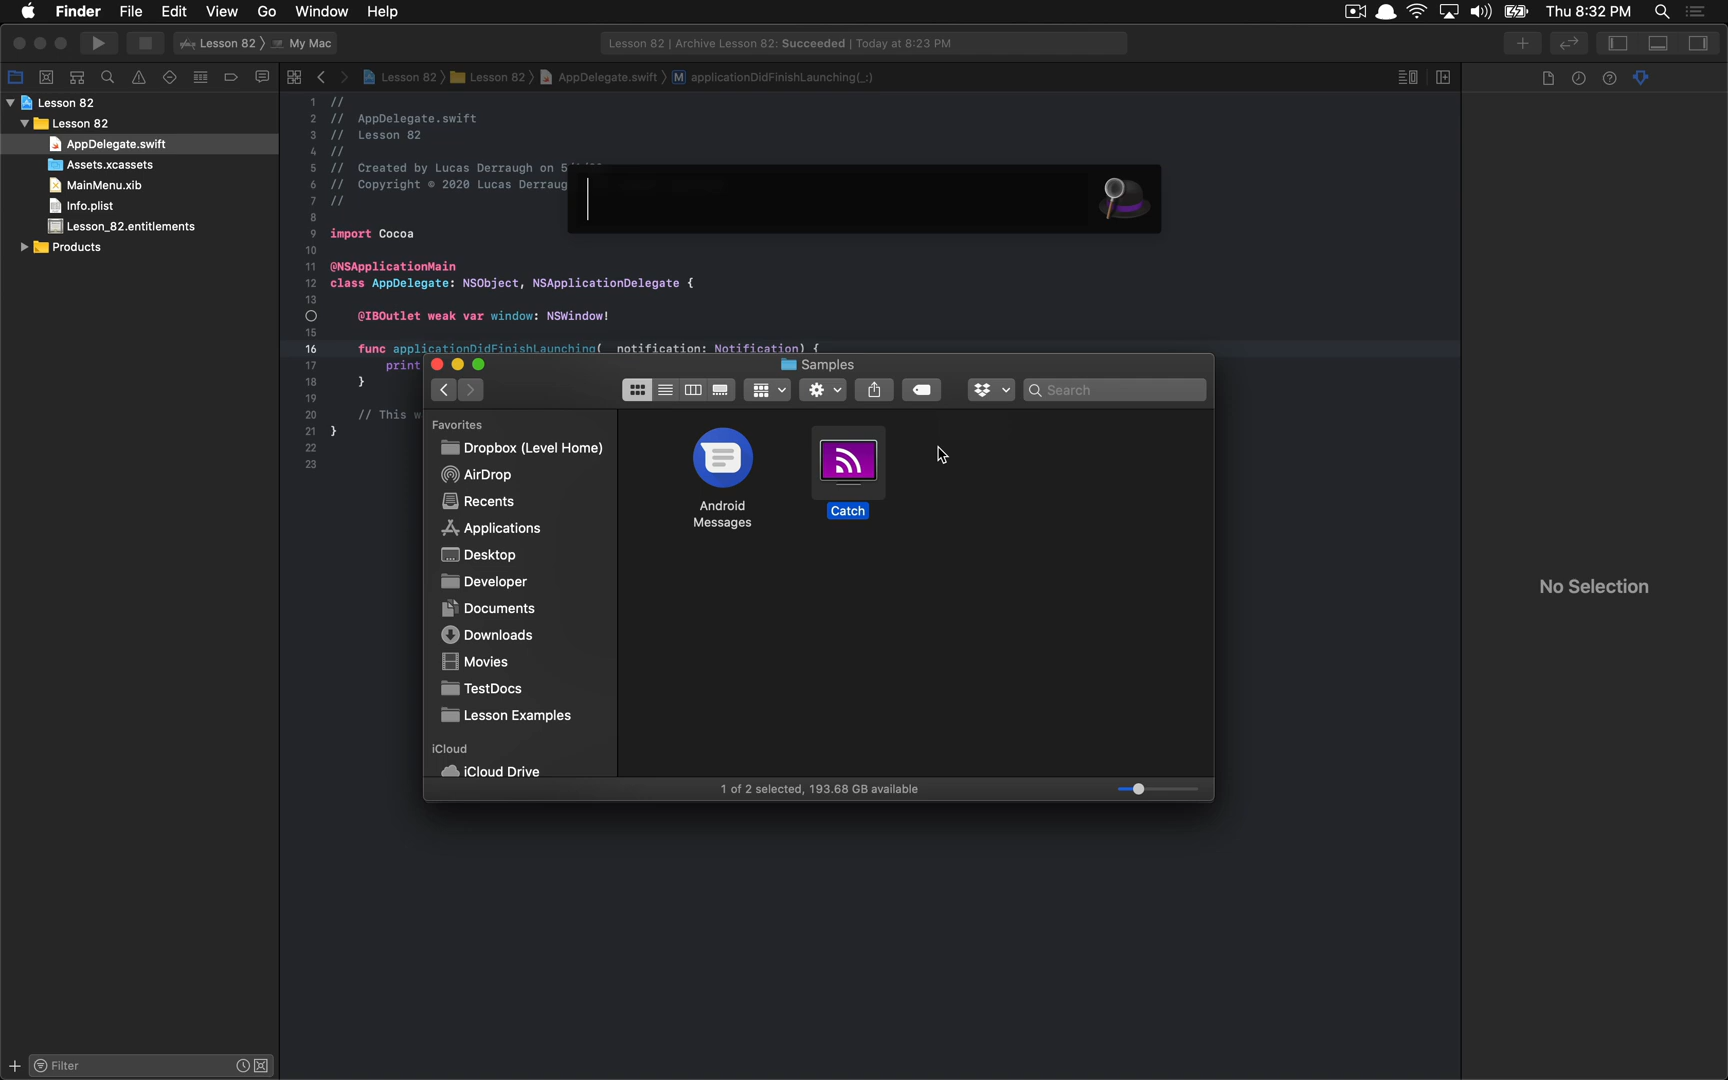 Finder File Edit View Go Window Help Thu 8:32 PM
Lesson 82 My Mac Lesson 82 | Archive Lesson 82: Succeeded | Today at 8:23 PM
Lesson 82 Lesson 82 AppDelegate.swift M applicationDidFinishLaunching(_:)
Lesson 82
Lesson 82
AppDelegate.swift
Assets.xcassets
MainMenu.xib
Info.plist
Lesson_82.entitlements
Products
Filter
1 //
2 // AppDelegate.swift
3 // Lesson 82
4 //
5 // Created by Lucas Derraugh on
6 // Copyright © 2020 Lucas Derraug
7 //
8
9 import Cocoa
10
11 @NSApplicationMain
12 class AppDelegate: NSObject, NSApplicationDelegate {
13
@IBOutlet weak var window: NSWindow!
15
16 func applicationDidFinishLaunching(_ notification: Notification) {
17 print
18 }
19
20 // This w
21 }
22
23
Samples
Search
Favorites
Dropbox (Level Home)
AirDrop
Recents
Applications
Desktop
Developer
Documents
Downloads
Movies
TestDocs
Lesson Examples
iCloud
iCloud Drive
Android
Messages
Catch
1 of 2 selected, 193.68 GB available
No Selection